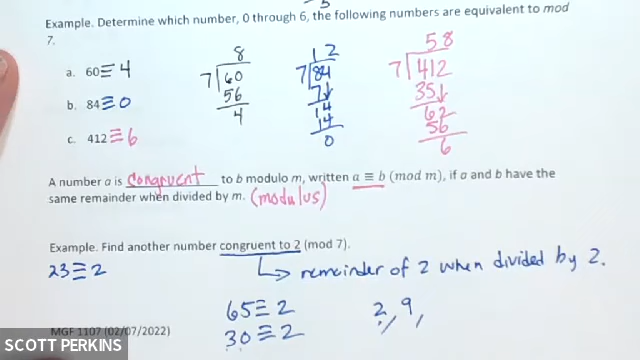 Example. Determine which number, 0 through 6, the following numbers are equivalent to mod
7.
a. 60≡4
b. 84≡0
c. 412≡6
8
7 60
56
4
12
7 84
7↓
14
14
0
58
7 412
35↓
62
56
6
A number a is congruent to b modulo m, written a ≡ b (mod m), if a and b have the
same remainder when divided by m. (modulus)
Example. Find another number congruent to 2 (mod 7).
23≡2
remainder of 2 when divided by 2.
65≡2
2, 9,
30≡2
MGF 1107 (02/07/2022)
SCOTT PERKINS